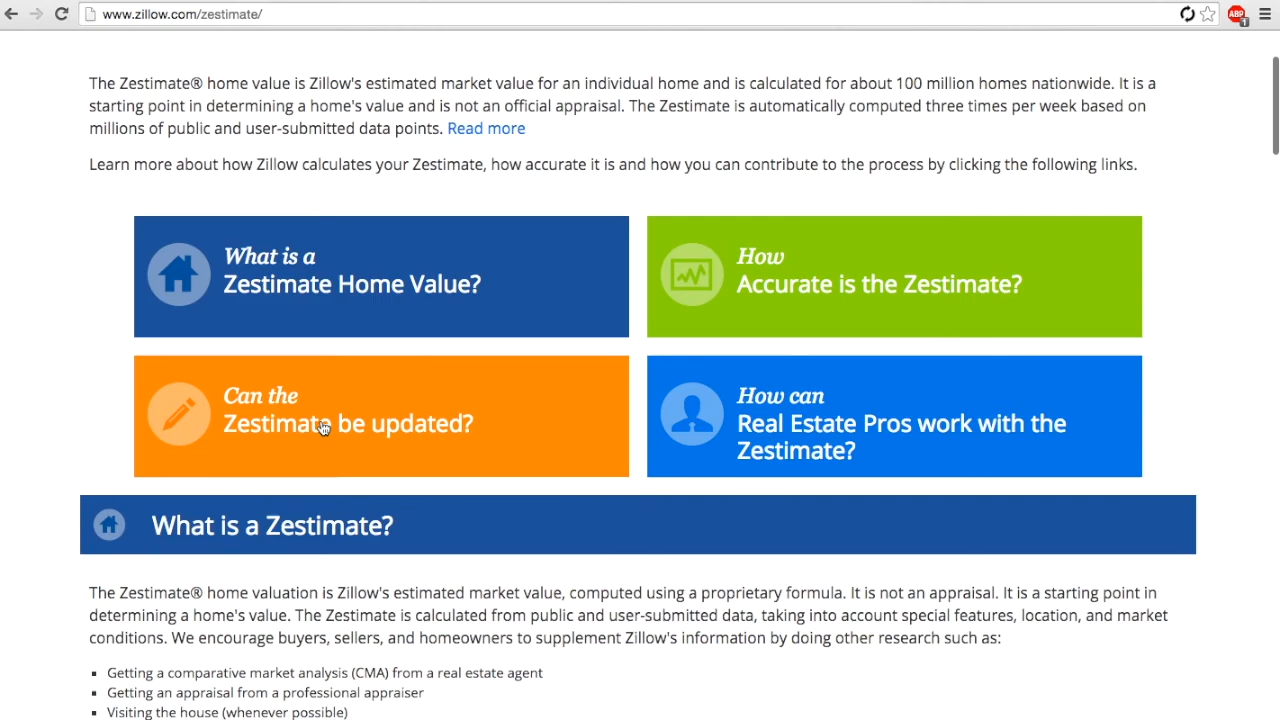 www.zillow.com/zestimate/
ABP
1
The Zestimate® home value is Zillow's estimated market value for an individual home and is calculated for about 100 million homes nationwide. It is a
starting point in determining a home's value and is not an official appraisal. The Zestimate is automatically computed three times per week based on
millions of public and user-submitted data points. Read more
Learn more about how Zillow calculates your Zestimate, how accurate it is and how you can contribute to the process by clicking the following links.
What is a
Zestimate Home Value?
How
Accurate is the Zestimate?
Can the
Zestimate be updated?
How can
Real Estate Pros work with the
Zestimate?
What is a Zestimate?
The Zestimate® home valuation is Zillow's estimated market value, computed using a proprietary formula. It is not an appraisal. It is a starting point in
determining a home's value. The Zestimate is calculated from public and user-submitted data, taking into account special features, location, and market
conditions. We encourage buyers, sellers, and homeowners to supplement Zillow's information by doing other research such as:
▪ Getting a comparative market analysis (CMA) from a real estate agent
▪ Getting an appraisal from a professional appraiser
▪ Visiting the house (whenever possible)